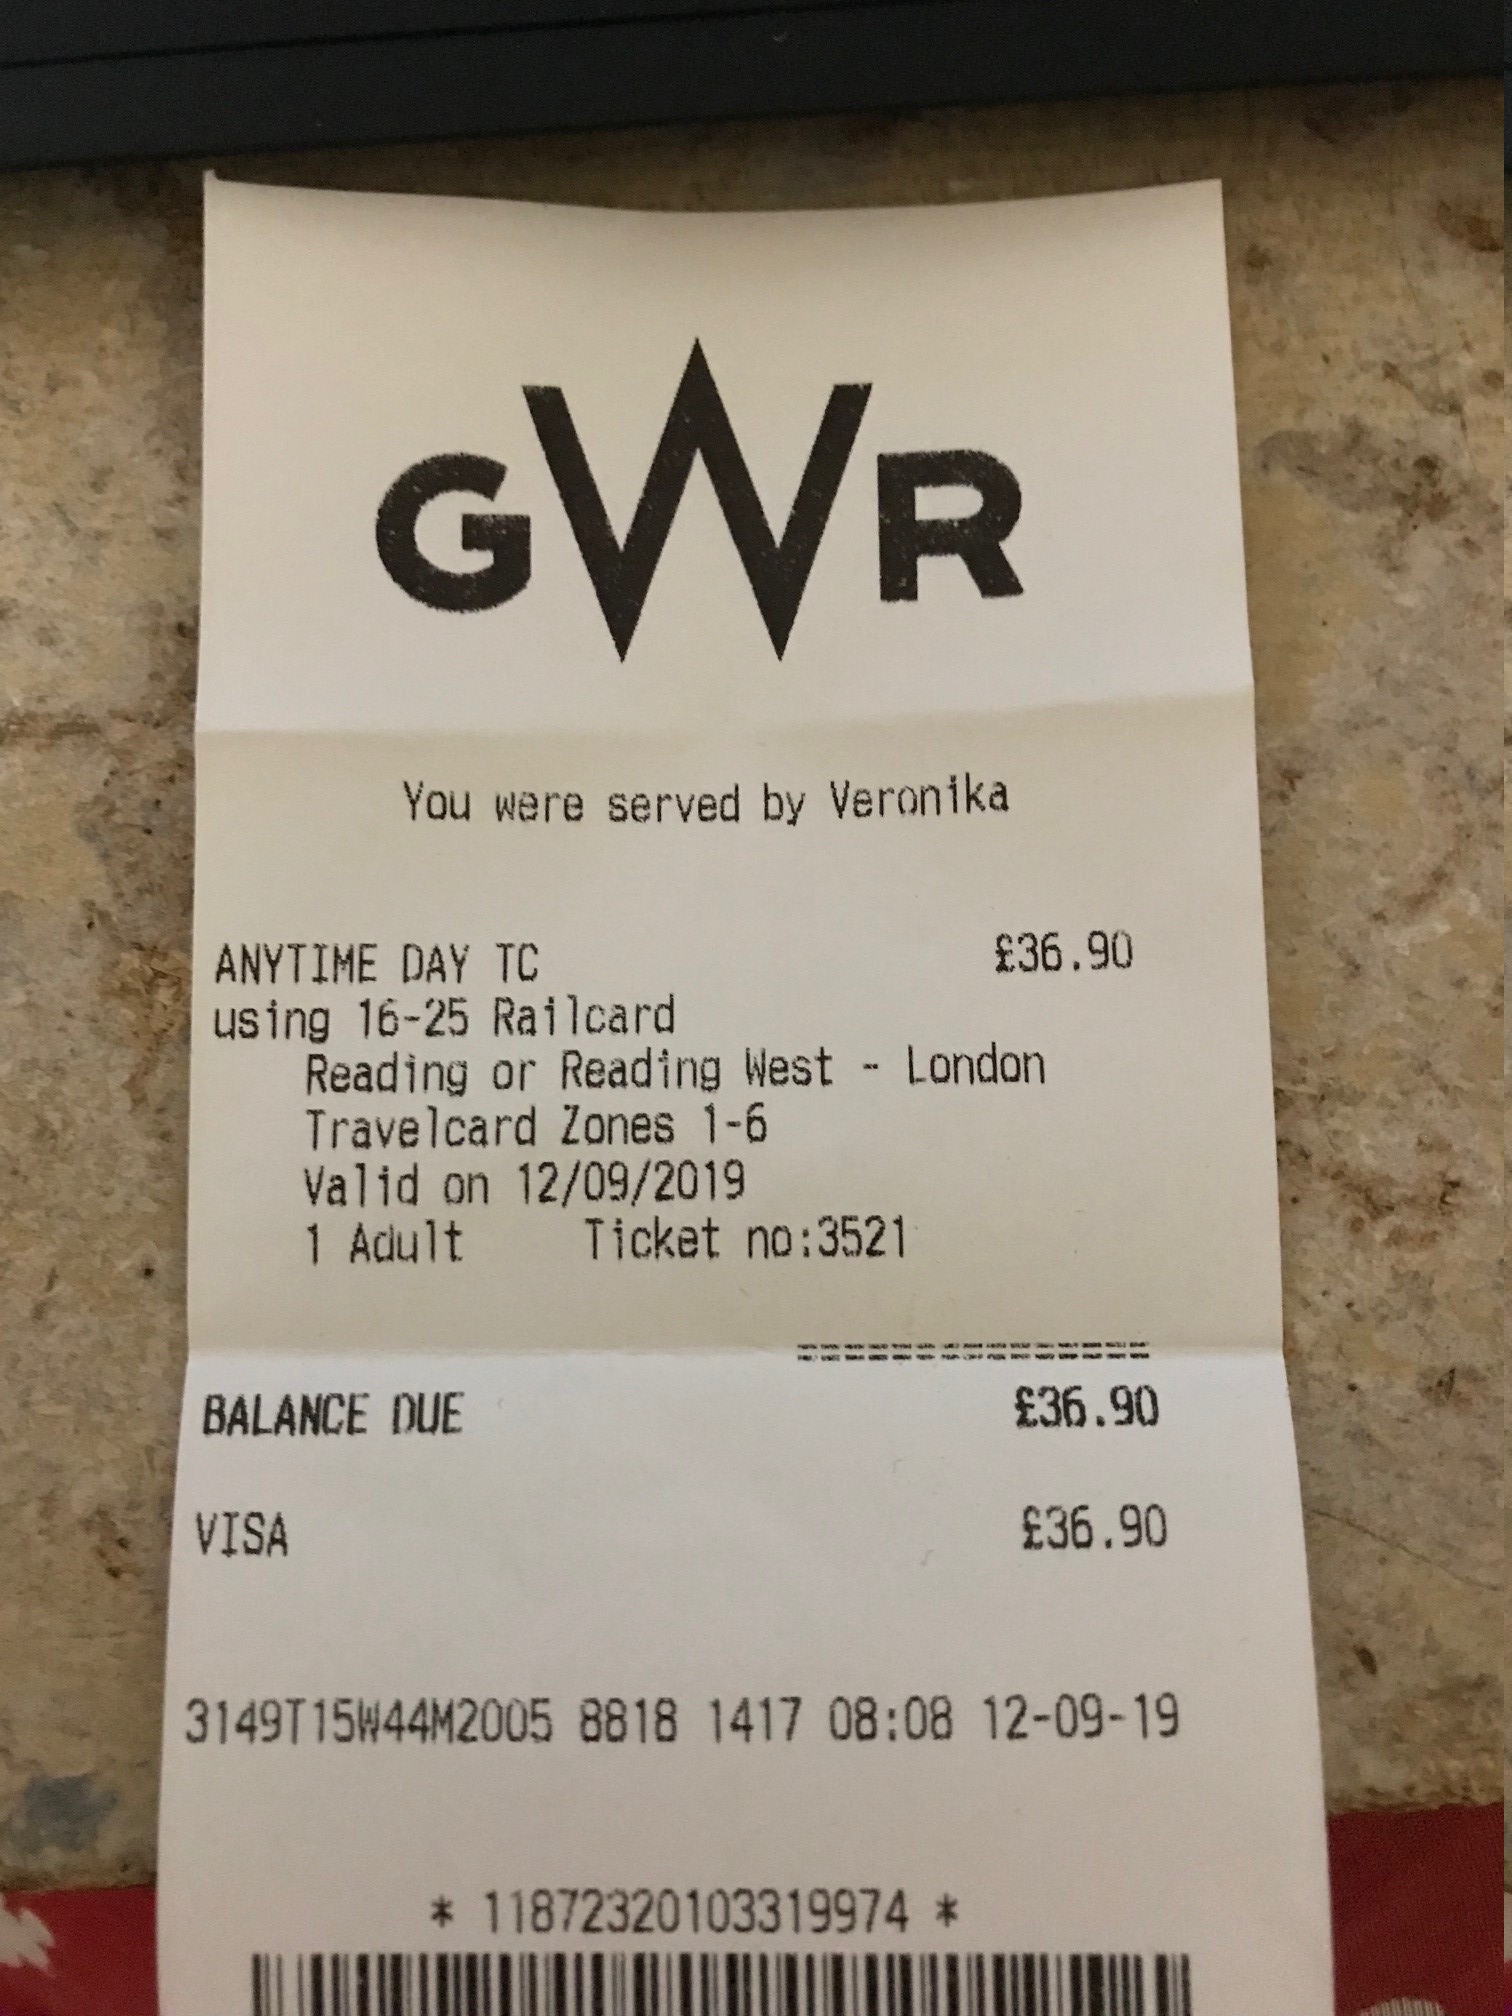 GWR
You were served by Veronika
ANYTIME DAY TC £36.90
using 16-25 Railcard
Reading or Reading West - London
Travelcard Zones 1-6
Valid on 12/09/2019
1 Adult Ticket no:3521
BALANCE DUE £36.90
VISA £36.90
3149T15W44M2005 8818 1417 08:08 12-09-19
* 11872320103319974 *